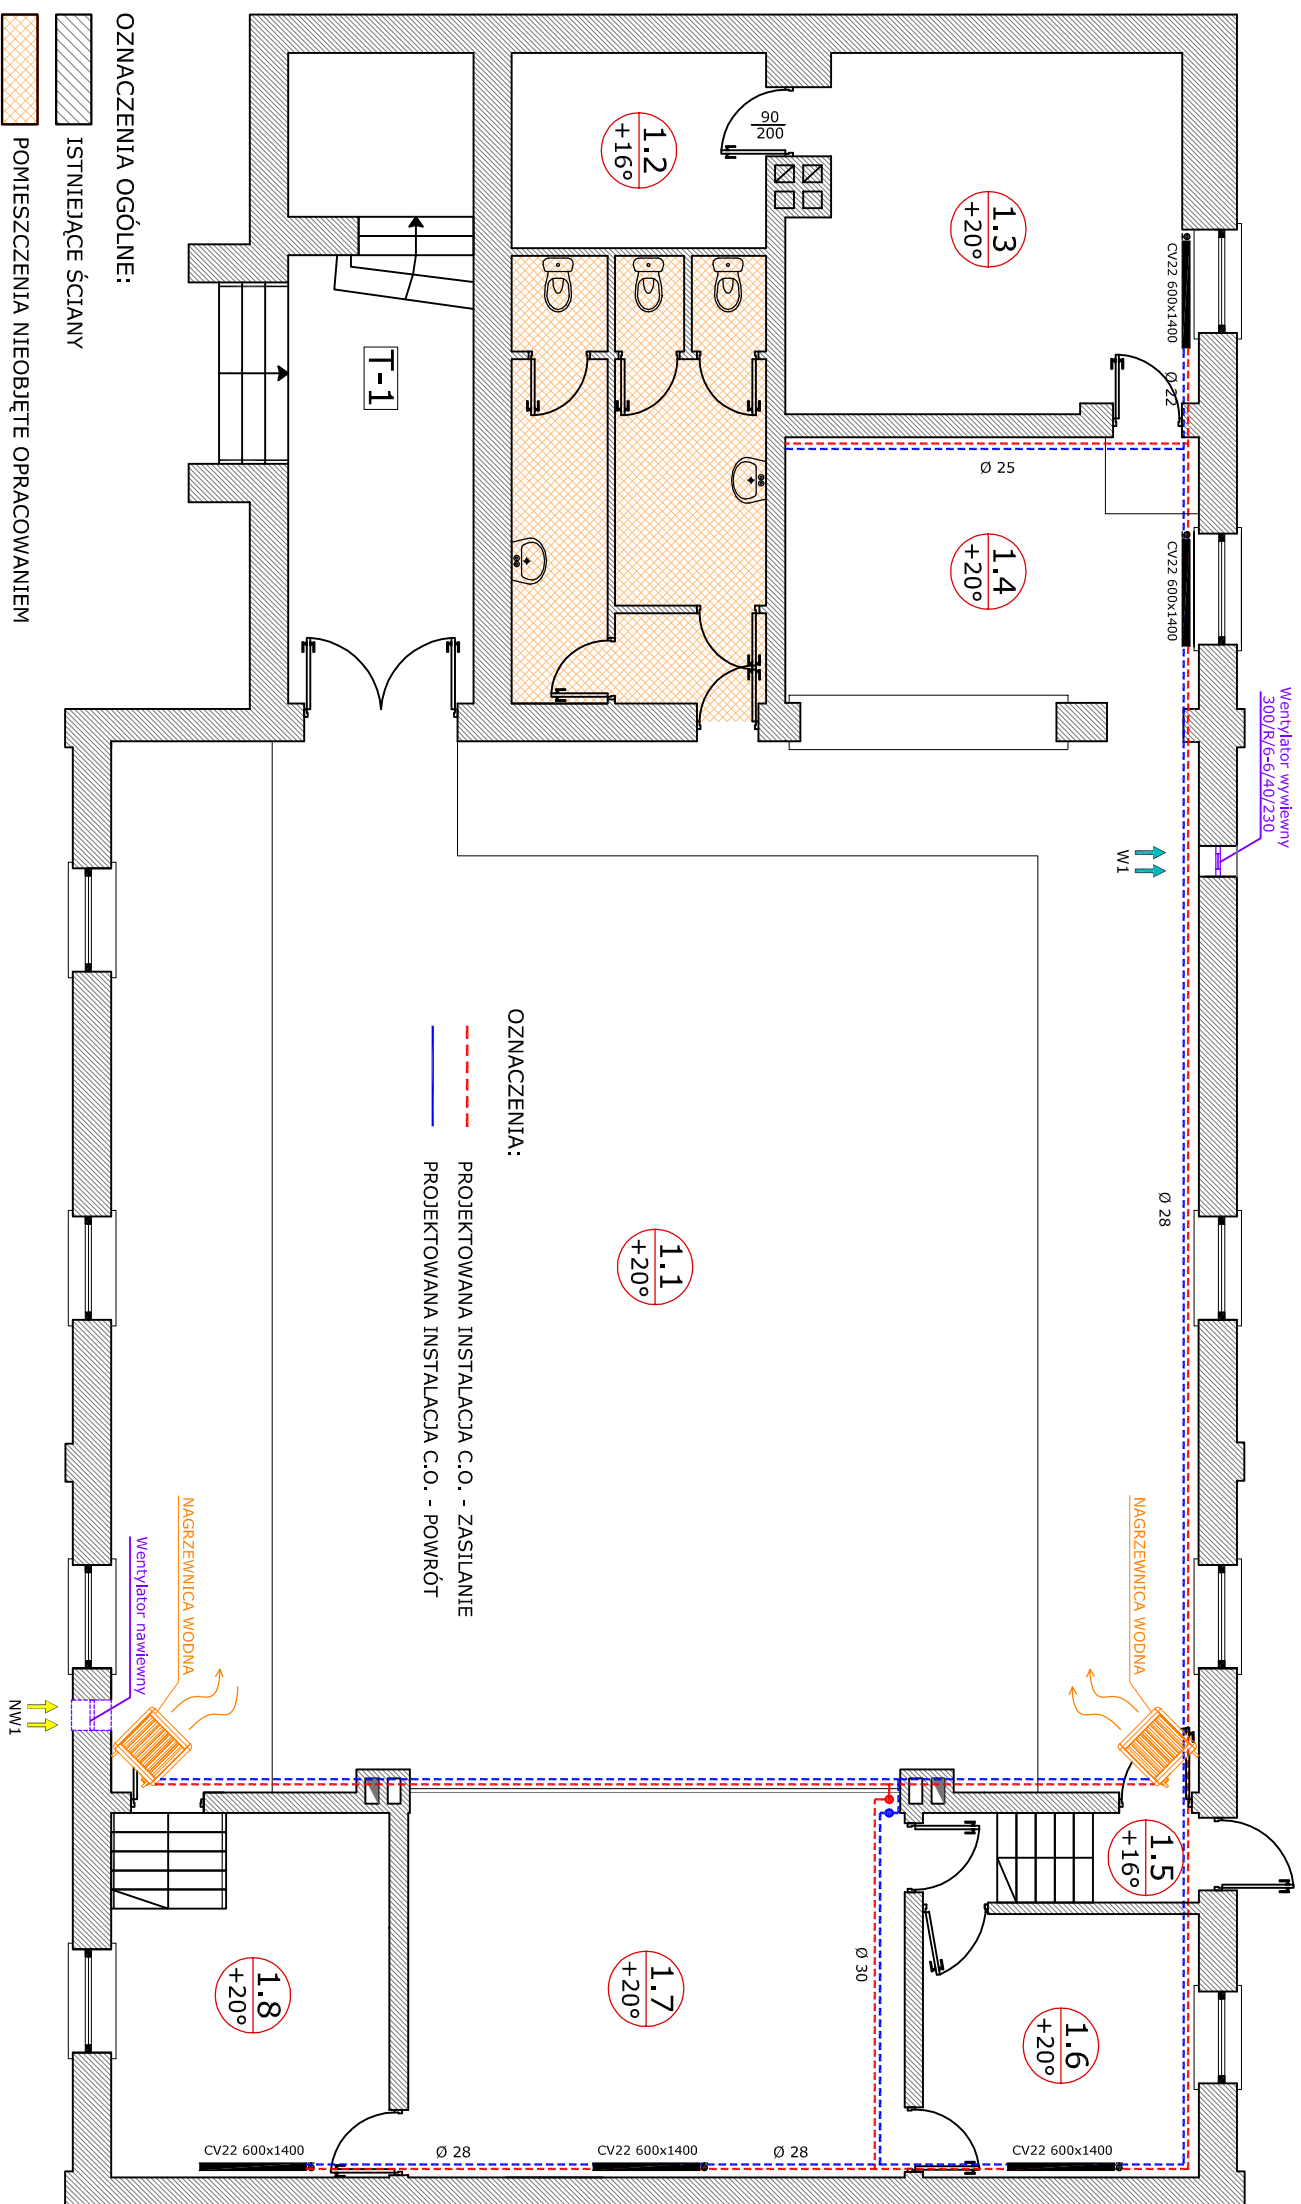 Wentylator wywiewny
300/R/6-6/40/230
1.3
+20°
CV22 600x1400
Ø 22
90
200
1.2
+16°
1.4
+20°
CV22 600x1400
Ø 25
T-1
W1
Ø 28
1.1
+20°
OZNACZENIA:
PROJEKTOWANA INSTALACJA C.O. - ZASILANIE
PROJEKTOWANA INSTALACJA C.O. - POWRÓT
NAGRZEWNICA WODNA
NAGRZEWNICA WODNA
Wentylator nawiewny
NW1
1.5
+16°
1.6
+20°
Ø 30
1.7
+20°
1.8
+20°
CV22 600x1400
Ø 28
CV22 600x1400
Ø 28
CV22 600x1400
OZNACZENIA OGÓLNE:
ISTNIEJĄCE ŚCIANY
POMIESZCZENIA NIEOBJĘTE OPRACOWANIEM